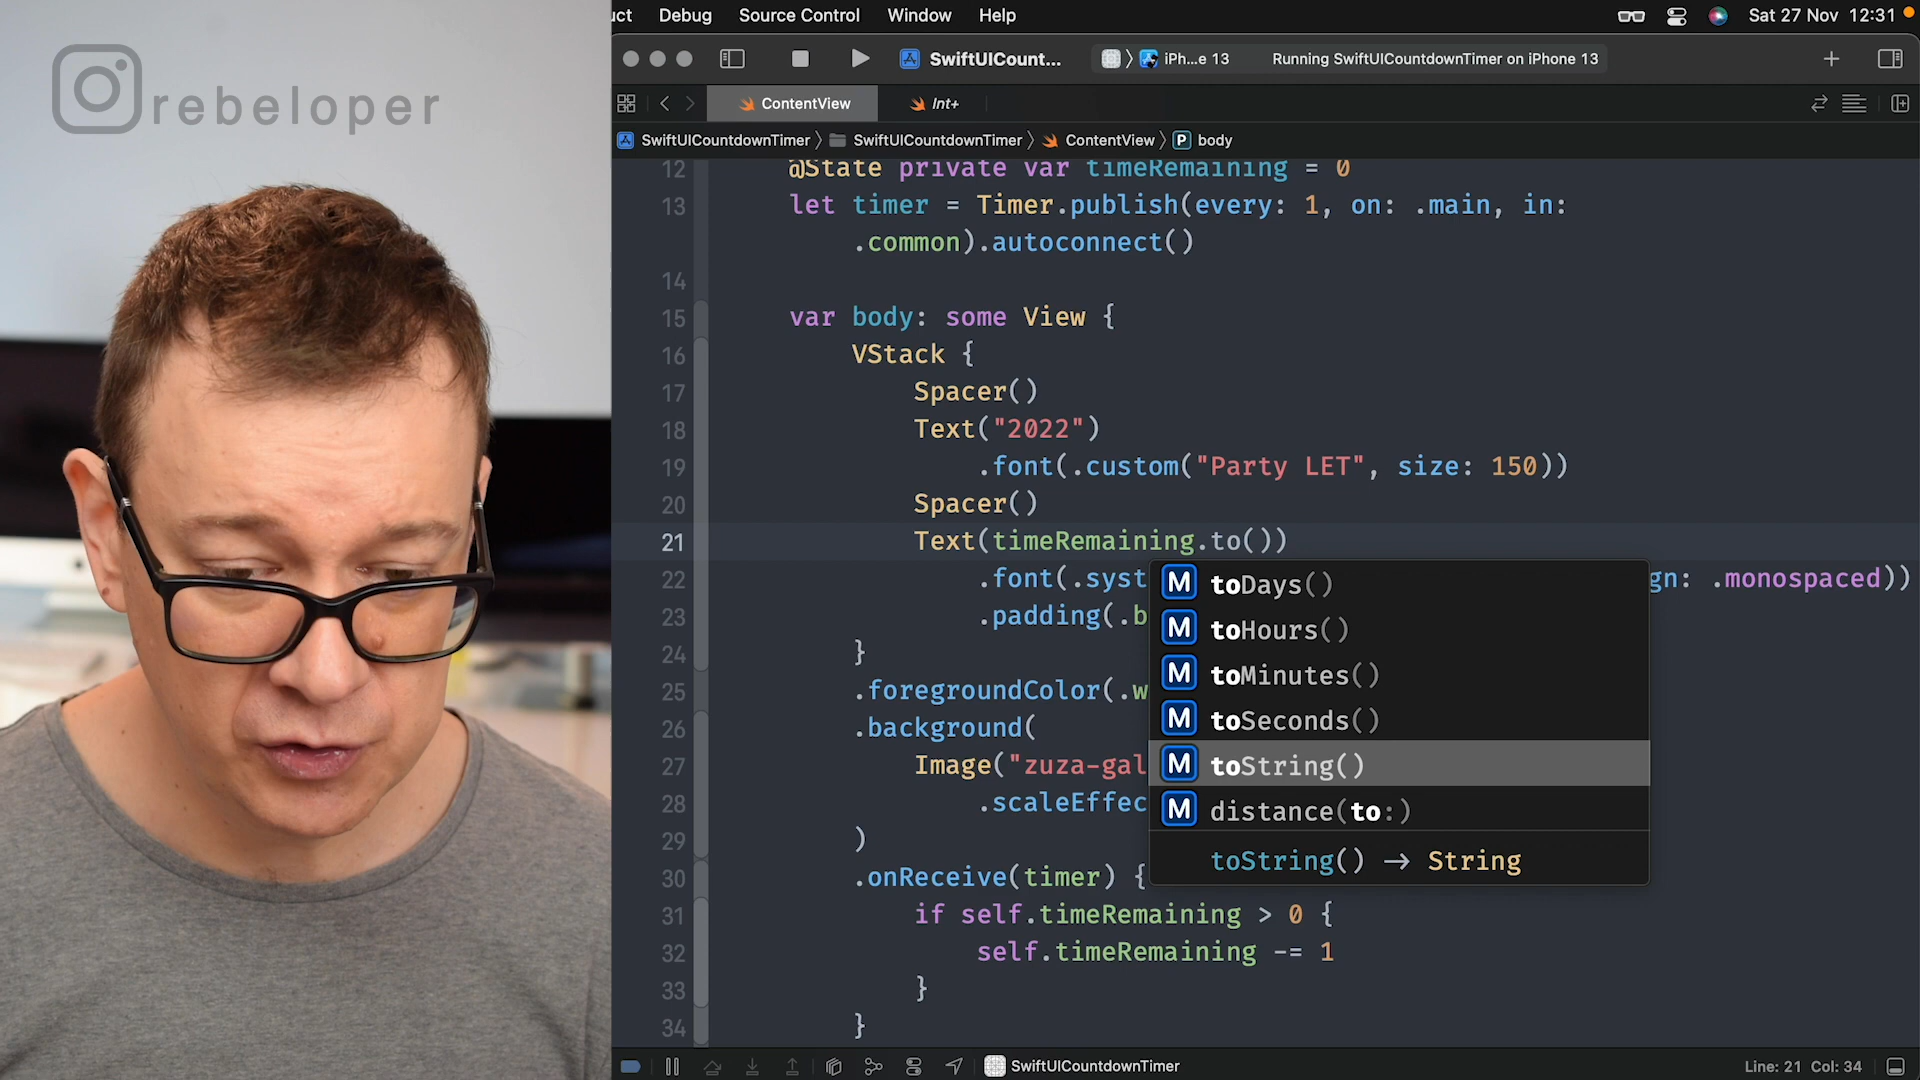 rebeloper
uct Debug Source Control Window Help Sat 27 Nov 12:31
SwiftUICount... iPh...e 13 Running SwiftUICountdownTimer on iPhone 13
ContentView Int+
SwiftUICountdownTimer SwiftUICountdownTimer ContentView P body
12 @State private var timeRemaining = 0
13 let timer = Timer.publish(every: 1, on: .main, in:
.common).autoconnect()
14
15 var body: some View {
16 VStack {
17 Spacer()
18 Text("2022")
19 .font(.custom("Party LET", size: 150))
20 Spacer()
21 Text(timeRemaining.to())
22 .font(.syst gn: .monospaced))
23 .padding(.b
24 }
25 .foregroundColor(.w
26 .background(
27 Image("zuza-gal
28 .scaleEffec
29 )
30 .onReceive(timer) {
31 if self.timeRemaining > 0 {
32 self.timeRemaining -= 1
33 }
34 }
M toDays()
M toHours()
M toMinutes()
M toSeconds()
M toString()
M distance(to:)
toString() → String
SwiftUICountdownTimer Line: 21 Col: 34